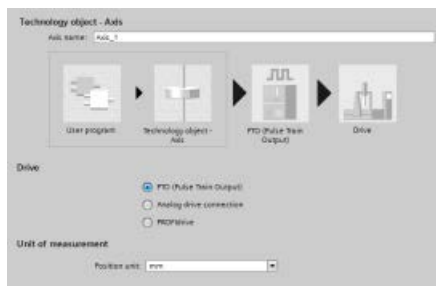 Technology object - Axis
Axis name: Axis_1
User program
Technology object -
Axis
PTO (Pulse Train
Output)
Drive
Drive
PTO (Pulse Train Output)
Analog drive connection
PROFIdrive
Unit of measurement
Position unit: mm